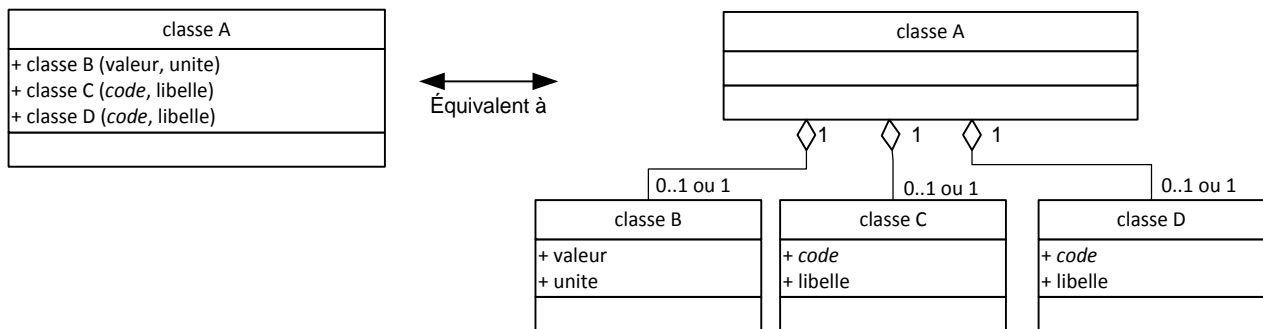 classe A
+ classe B (valeur, unite)
+ classe C (code, libelle)
+ classe D (code, libelle)
Équivalent à
classe A
1
1
1
0..1 ou 1
0..1 ou 1
0..1 ou 1
classe B
+ valeur
+ unite
classe C
+ code
+ libelle
classe D
+ code
+ libelle